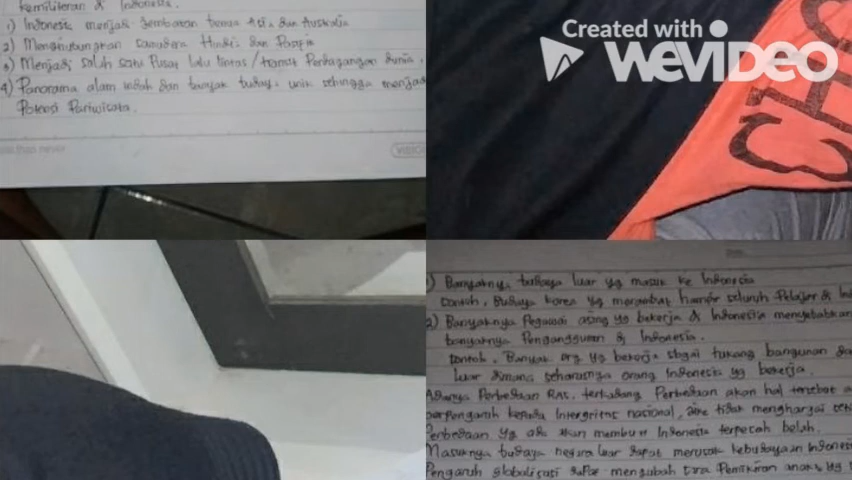 kemiliteran di Indonesia.
1) Indonesia menjadi jembatan benua Asia dan Australia
2) Menghubungkan samudera Hindi dan Pasifik
3) Menjadi salah satu Pusat lalu lintas / tempat Perdagangan dunia.
4) Panorama alam indah dan banyak budaya unik sehingga menjadi
Potensi Pariwisata.
Created with
WEVIDEO
CHO
1) Banyaknya budaya luar yg masuk ke Indonesia
contoh, Budaya korea yg merambat hampir seluruh Pelajar di
2) Banyaknya Pegawai asing yg bekerja di Indonesia menyebabkan
banyaknya Pengangguran di Indonesia.
contoh, Banyak org yg bekerja sbgai tukang bangunan
luar dimana seharusnya orang Indonesia yg bekerja.
Adanya Perbedaan RAS, terkadang Perbedaan akan hal tersebut
berpengaruh kepada Intergritas nasional, tidak menghargai
Perbedaan yg ada akan membuat Indonesia terpecah belah.
Masuknya budaya negara luar dapat merusak kebudayaan Indonesia
Pengaruh globalisasi dapat mengubah cara Pemikiran anak yg